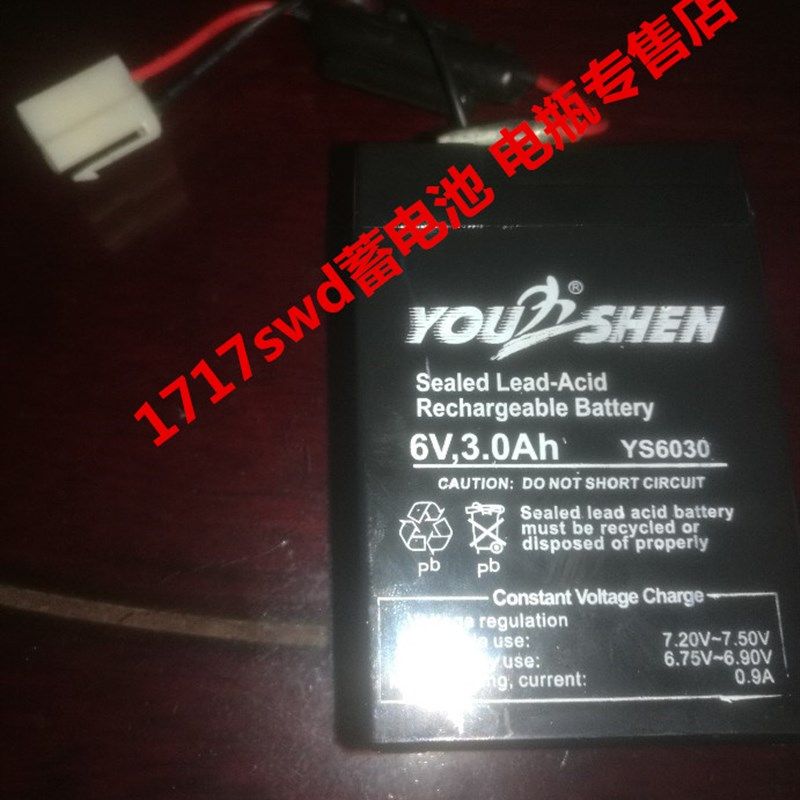 1717swd蓄电池 电瓶专售店
YOU SHEN ®
Sealed Lead-Acid
Rechargeable Battery
6V,3.0Ah YS6030
CAUTION: DO NOT SHORT CIRCUIT
Sealed lead acid battery
must be recycled or
disposed of properly
Pb Pb
Constant Voltage Charge
regulation
use: 7.20V~7.50V
use: 6.75V~6.90V
current: 0.9A